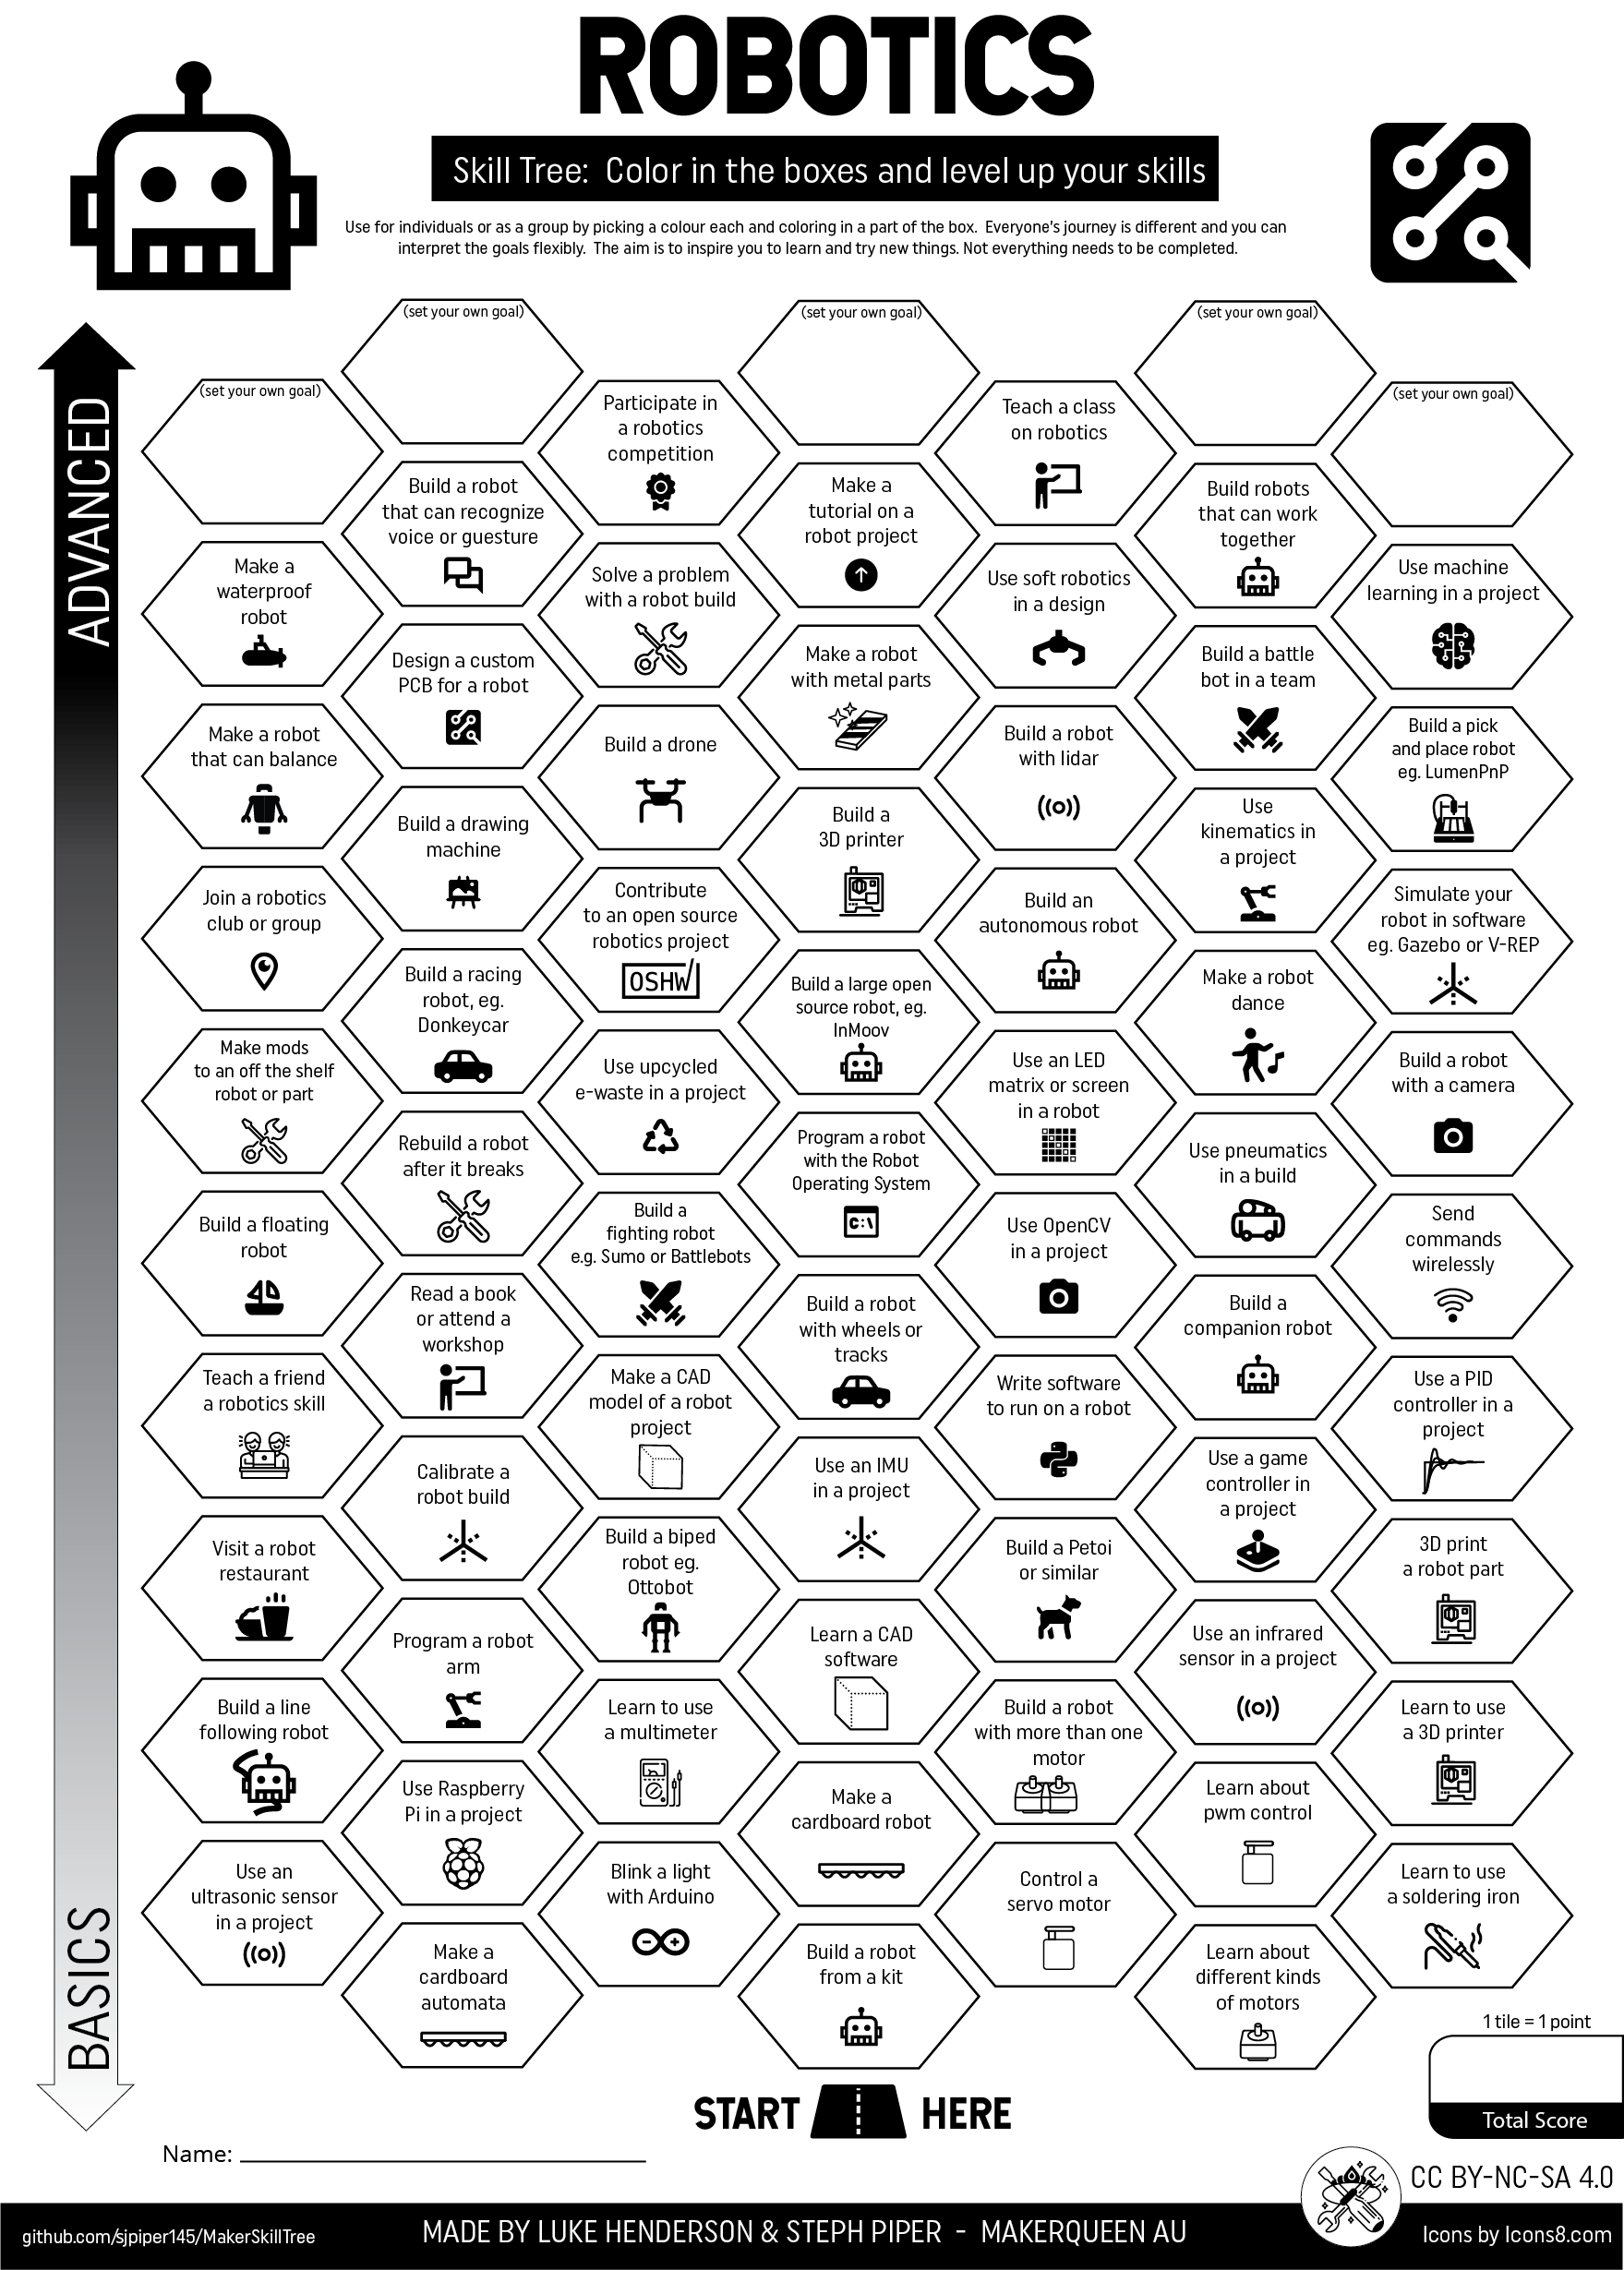 ROBOTICS
Skill Tree: Color in the boxes and level up your skills
Use for individuals or as a group by picking a colour each and coloring in a part of the box. Everyone's journey is different and you can
interpret the goals flexibly. The aim is to inspire you to learn and try new things. Not everything needs to be completed.
ADVANCED
BASICS
(set your own goal)
(set your own goal)
(set your own goal)
(set your own goal)
(set your own goal)
Participate in
a robotics
competition
Teach a class
on robotics
Build a robot
that can recognize
voice or guesture
Make a
tutorial on a
robot project
Build robots
that can work
together
Make a
waterproof
robot
Solve a problem
with a robot build
Use soft robotics
in a design
Use machine
learning in a project
Design a custom
PCB for a robot
Make a robot
with metal parts
Build a battle
bot in a team
Make a robot
that can balance
Build a drone
Build a robot
with lidar
Build a pick
and place robot
eg. LumenPnP
Build a drawing
machine
Build a
3D printer
Use
kinematics in
a project
Join a robotics
club or group
Contribute
to an open source
robotics project
OSHW
Build an
autonomous robot
Simulate your
robot in software
eg. Gazebo or V-REP
Build a racing
robot, eg.
Donkeycar
Build a large open
source robot, eg.
InMoov
Make a robot
dance
Make mods
to an off the shelf
robot or part
Use upcycled
e-waste in a project
Use an LED
matrix or screen
in a robot
Build a robot
with a camera
Rebuild a robot
after it breaks
Program a robot
with the Robot
Operating System
C:\
Use pneumatics
in a build
Build a floating
robot
Build a
fighting robot
e.g. Sumo or Battlebots
Use OpenCV
in a project
Send
commands
wirelessly
Read a book
or attend a
workshop
Build a robot
with wheels or
tracks
Build a
companion robot
Teach a friend
a robotics skill
Make a CAD
model of a robot
project
Write software
to run on a robot
Use a PID
controller in a
project
Calibrate a
robot build
Use an IMU
in a project
Use a game
controller in
a project
Visit a robot
restaurant
Build a biped
robot eg.
Ottobot
Build a Petoi
or similar
3D print
a robot part
Program a robot
arm
Learn a CAD
software
Use an infrared
sensor in a project
Build a line
following robot
Learn to use
a multimeter
Build a robot
with more than one
motor
Learn to use
a 3D printer
Use Raspberry
Pi in a project
Make a
cardboard robot
Learn about
pwm control
Use an
ultrasonic sensor
in a project
Blink a light
with Arduino
Control a
servo motor
Learn to use
a soldering iron
Make a
cardboard
automata
Build a robot
from a kit
Learn about
different kinds
of motors
1 tile = 1 point
Total Score
START HERE
Name:
CC BY-NC-SA 4.0
github.com/sjpiper145/MakerSkillTree
MADE BY LUKE HENDERSON & STEPH PIPER - MAKERQUEEN AU
Icons by Icons8.com